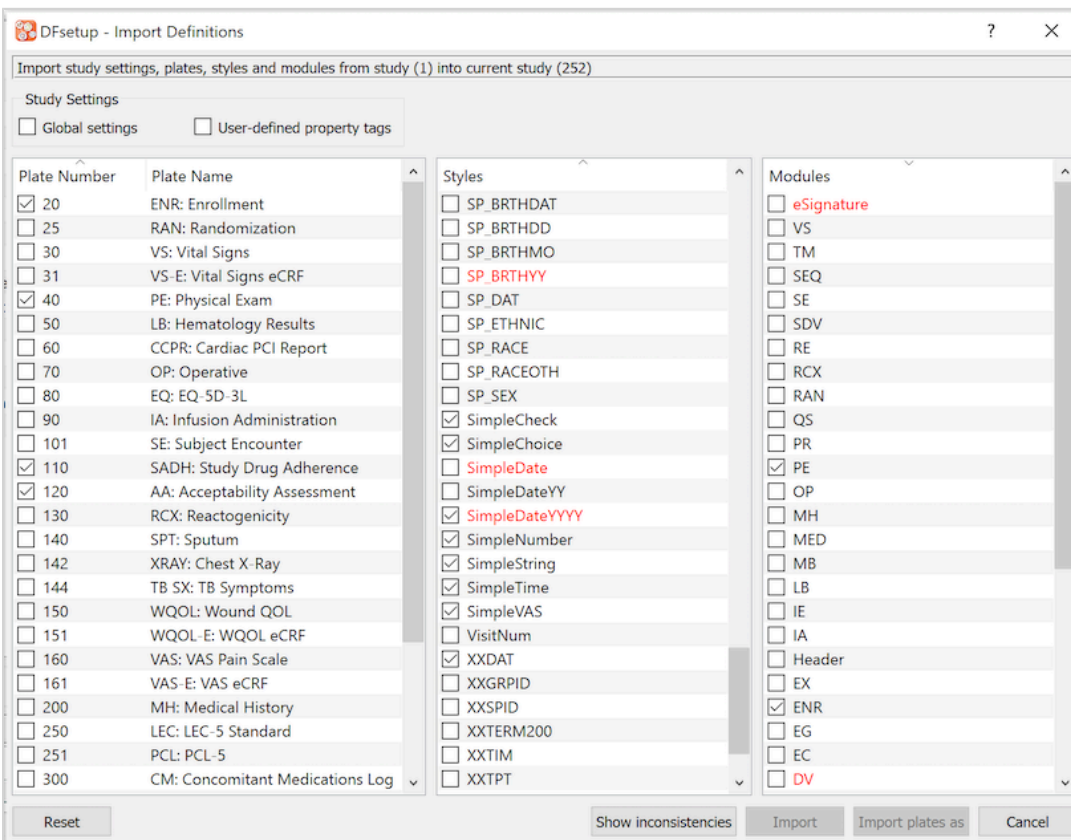 DFsetup - Import Definitions ? ×
Import study settings, plates, styles and modules from study (1) into current study (252)
Study Settings
Global settings User-defined property tags
Plate Number Plate Name
20 ENR: Enrollment
25 RAN: Randomization
30 VS: Vital Signs
31 VS-E: Vital Signs eCRF
40 PE: Physical Exam
50 LB: Hematology Results
60 CCPR: Cardiac PCI Report
70 OP: Operative
80 EQ: EQ-5D-3L
90 IA: Infusion Administration
101 SE: Subject Encounter
110 SADH: Study Drug Adherence
120 AA: Acceptability Assessment
130 RCX: Reactogenicity
140 SPT: Sputum
142 XRAY: Chest X-Ray
144 TB SX: TB Symptoms
150 WQOL: Wound QOL
151 WQOL-E: WQOL eCRF
160 VAS: VAS Pain Scale
161 VAS-E: VAS eCRF
200 MH: Medical History
250 LEC: LEC-5 Standard
251 PCL: PCL-5
300 CM: Concomitant Medications Log
Styles
SP_BRTHDAT
SP_BRTHDD
SP_BRTHMO
SP_BRTHYY
SP_DAT
SP_ETHNIC
SP_RACE
SP_RACEOTH
SP_SEX
SimpleCheck
SimpleChoice
SimpleDate
SimpleDateYY
SimpleDateYYYY
SimpleNumber
SimpleString
SimpleTime
SimpleVAS
VisitNum
XXDAT
XXGRPID
XXSPID
XXTERM200
XXTIM
XXTPT
Modules
eSignature
VS
TM
SEQ
SE
SDV
RE
RCX
RAN
QS
PR
PE
OP
MH
MED
MB
LB
IE
IA
Header
EX
ENR
EG
EC
DV
Reset Show inconsistencies Import Import plates as Cancel